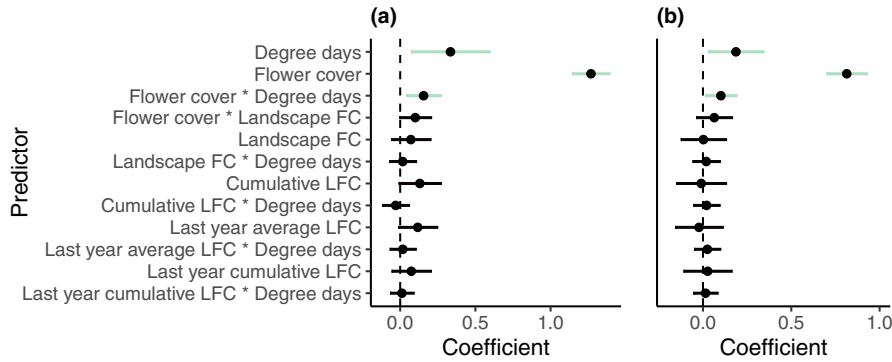 (a) (b)
Degree days
Flower cover
Flower cover * Degree days
Flower cover * Landscape FC
Landscape FC
Landscape FC * Degree days
Cumulative LFC
Cumulative LFC * Degree days
Last year average LFC
Last year average LFC * Degree days
Last year cumulative LFC
Last year cumulative LFC * Degree days
Predictor
0.0 0.5 1.0 0.0 0.5 1.0
Coefficient Coefficient